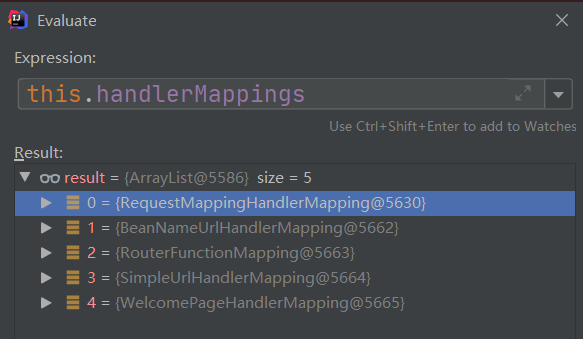 Evaluate
Expression:
this.handlerMappings
Use Ctrl+Shift+Enter to add to Watches
Result:
result = {ArrayList@5586} size = 5
0 = {RequestMappingHandlerMapping@5630}
1 = {BeanNameUrlHandlerMapping@5662}
2 = {RouterFunctionMapping@5663}
3 = {SimpleUrlHandlerMapping@5664}
4 = {WelcomePageHandlerMapping@5665}